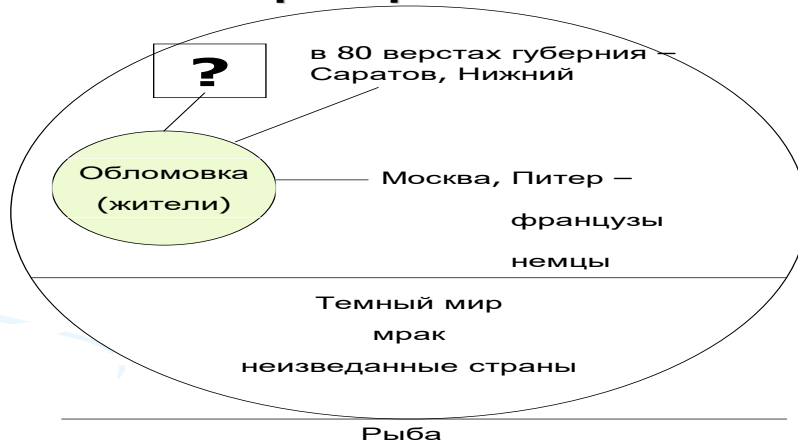 ?
в 80 верстах губерния –
Саратов, Нижний
Обломовка
(жители)
Москва, Питер –
французы
немцы
Темный мир
мрак
неизведанные страны
Рыба